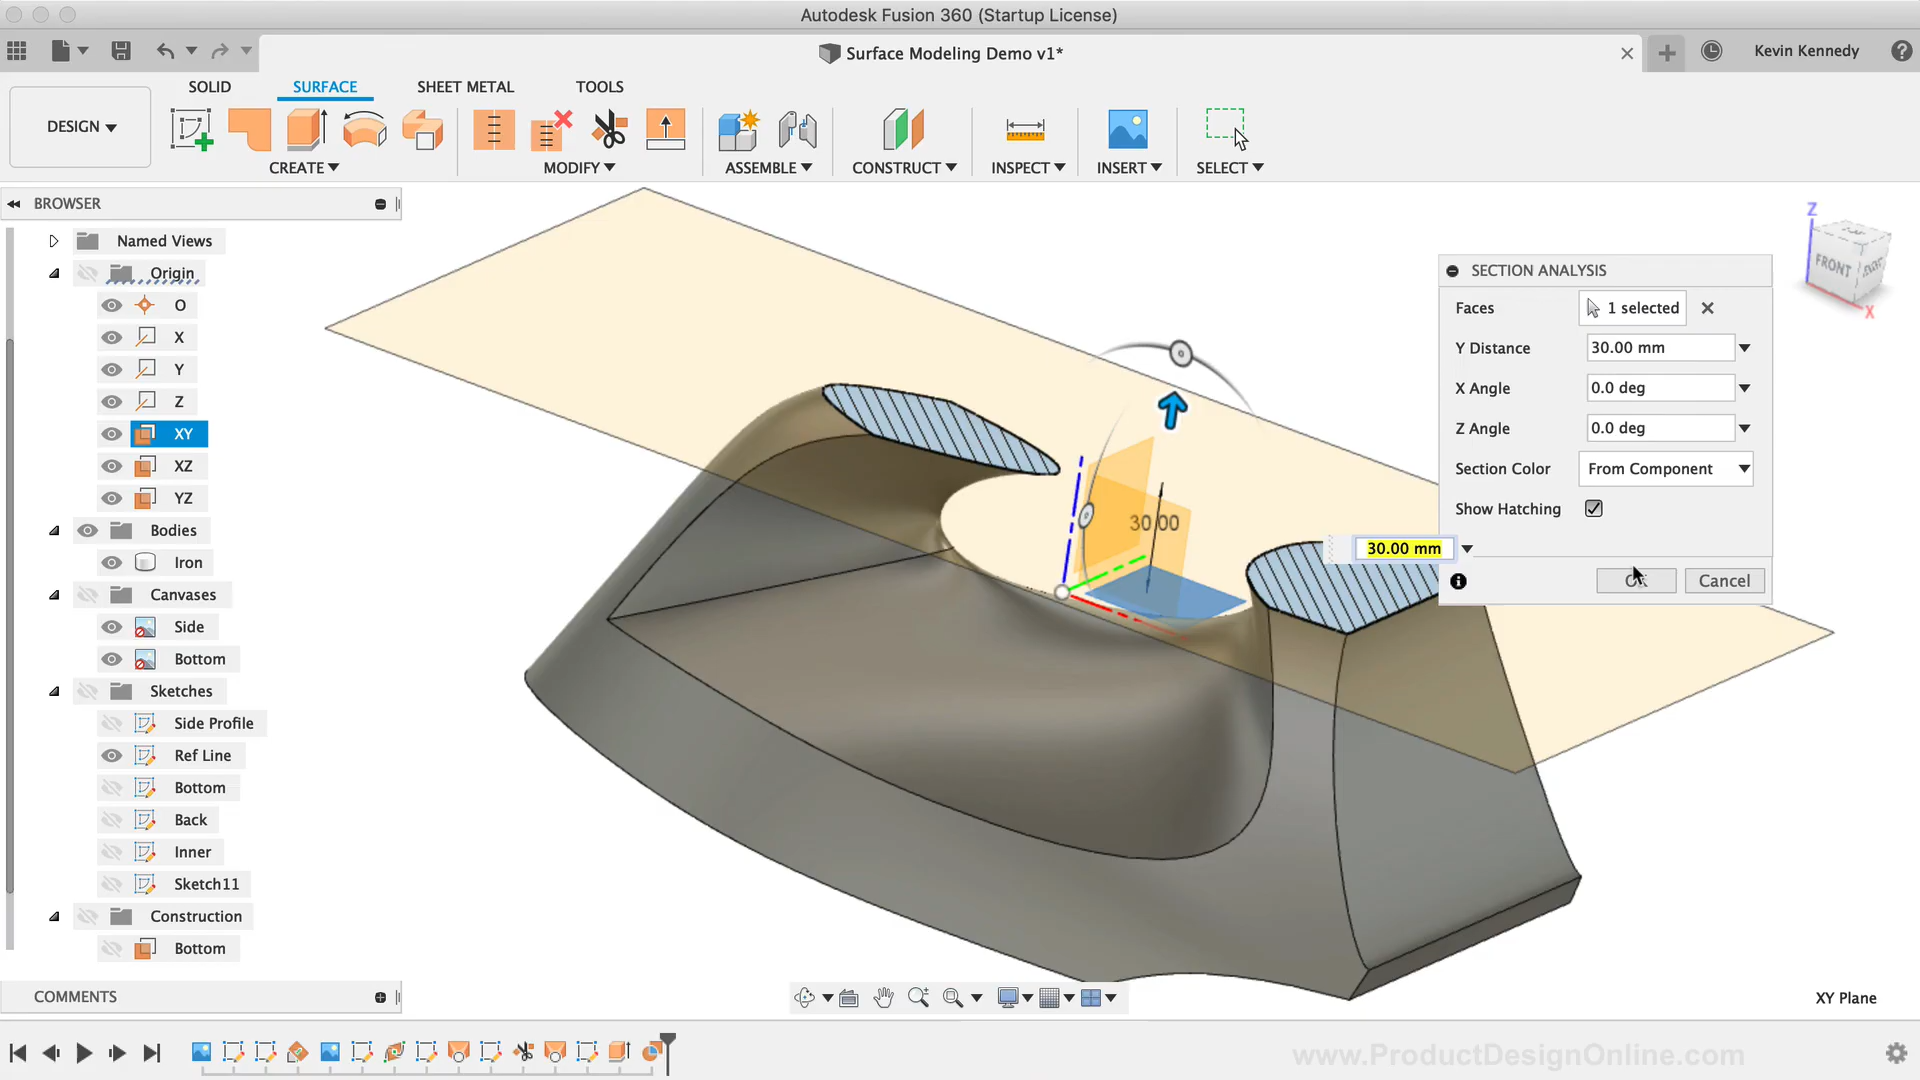 Autodesk Fusion 360 (Startup License)
Surface Modeling Demo v1*
Kevin Kennedy
DESIGN
SOLID
SURFACE
SHEET METAL
TOOLS
CREATE
MODIFY
ASSEMBLE
CONSTRUCT
INSPECT
INSERT
SELECT
BROWSER
Named Views
Origin
O
X
Y
Z
XY
XZ
YZ
Bodies
Iron
Canvases
Side
Bottom
Sketches
Side Profile
Ref Line
Bottom
Back
Inner
Sketch11
Construction
Bottom
COMMENTS
30.00
Z
FRONT
X
SECTION ANALYSIS
Faces
1 selected
Y Distance
30.00 mm
X Angle
0.0 deg
Z Angle
0.0 deg
Section Color
From Component
Show Hatching
30.00 mm
OK
Cancel
XY Plane
www.ProductDesignOnline.com